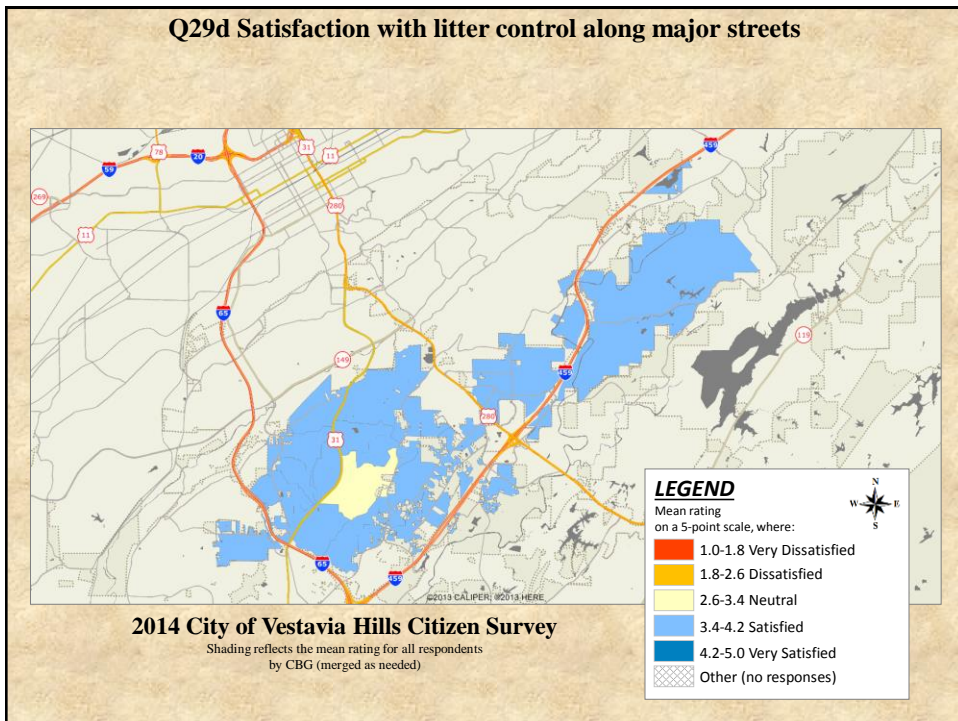 Q29d Satisfaction with litter control along major streets
459
78
31
11
20
59
269
280
11
65
119
149
459
280
31
LEGEND
Mean rating
on a 5-point scale, where:
N
W E
S
1.0-1.8 Very Dissatisfied
1.8-2.6 Dissatisfied
2.6-3.4 Neutral
3.4-4.2 Satisfied
4.2-5.0 Very Satisfied
Other (no responses)
65
459
©2013 CALIPER; ©2013 HERE
2014 City of Vestavia Hills Citizen Survey
Shading reflects the mean rating for all respondents
by CBG (merged as needed)